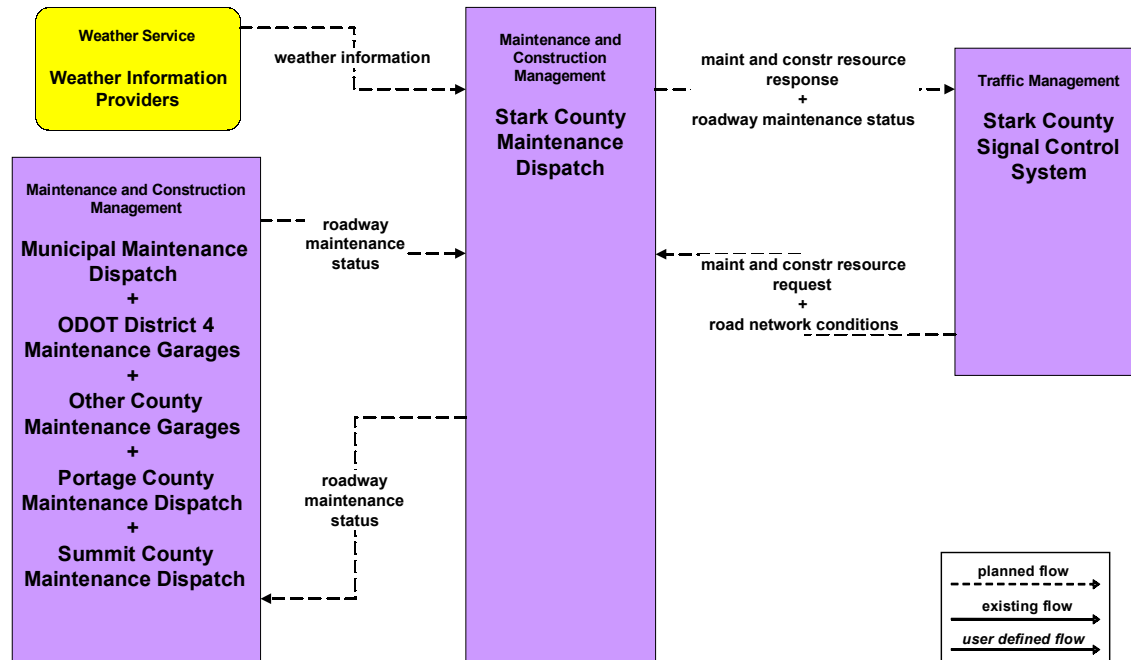 Weather Service
Weather Information
Providers
weather information
Maintenance and
Construction
Management
Stark County
Maintenance
Dispatch
maint and constr resource
response
+
roadway maintenance status
Traffic Management
Stark County
Signal Control
System
Maintenance and Construction
Management
Municipal Maintenance
Dispatch
+
ODOT District 4
Maintenance Garages
+
Other County
Maintenance Garages
+
Portage County
Maintenance Dispatch
+
Summit County
Maintenance Dispatch
roadway
maintenance
status
maint and constr resource
request
+
road network conditions
roadway
maintenance
status
planned flow
existing flow
user defined flow